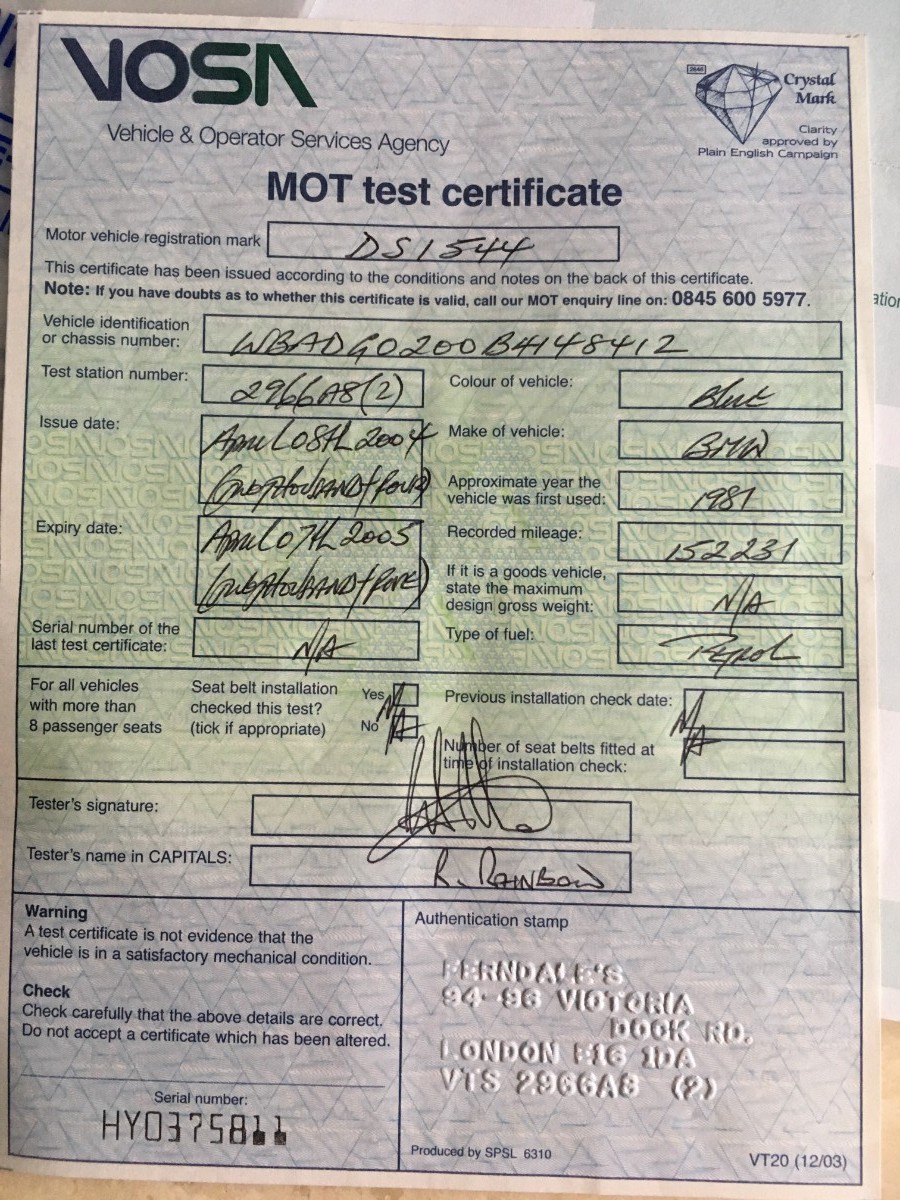 VOSA
Vehicle & Operator Services Agency
Crystal
Mark
Clarity
approved by
Plain English Campaign
MOT test certificate
Motor vehicle registration mark DS1544
This certificate has been issued according to the conditions and notes on the back of this certificate.
Note: If you have doubts as to whether this certificate is valid, call our MOT enquiry line on: 0845 600 5977.
Vehicle identification
or chassis number: WBADG0200B4148412
Test station number: 2966A8(2)
Colour of vehicle: Blue
Issue date: April 08th 2004
(Twothousand+four)
Make of vehicle: BMW
Approximate year the
vehicle was first used: 1981
Expiry date: April 07th 2005
(Twothousand+five)
Recorded mileage: 152231
If it is a goods vehicle,
state the maximum
design gross weight: N/A
Serial number of the
last test certificate: N/A
Type of fuel: Petrol
For all vehicles
with more than
8 passenger seats
Seat belt installation
checked this test?
(tick if appropriate)
Yes
No
N/A
Previous installation check date:
N/A
Number of seat belts fitted at
time of installation check:
Tester's signature:
Tester's name in CAPITALS: R. RAINBOW
Warning
A test certificate is not evidence that the
vehicle is in a satisfactory mechanical condition.
Check
Check carefully that the above details are correct.
Do not accept a certificate which has been altered.
Serial number:
HY0375811
Authentication stamp
FERNDALE'S
94-96 VICTORIA
DOCK RD.
LONDON E16 1DA
VTS 2966A8 (2)
Produced by SPSL 6310
VT20 (12/03)